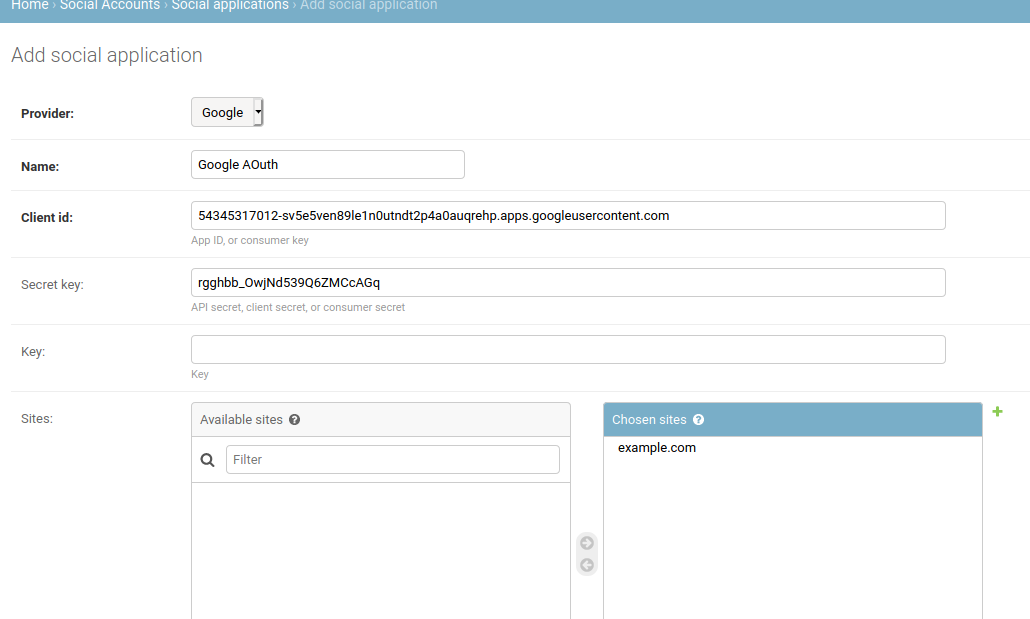 Home › Social Accounts › Social applications › Add social application
Add social application
Provider: Google
Name: Google AOuth
Client id: 54345317012-sv5e5ven89le1n0utndt2p4a0auqrehp.apps.googleusercontent.com
App ID, or consumer key
Secret key: rgghbb_OwjNd539Q6ZMCcAGq
API secret, client secret, or consumer secret
Key:
Key
Sites: Available sites ? Chosen sites ? +
Filter example.com